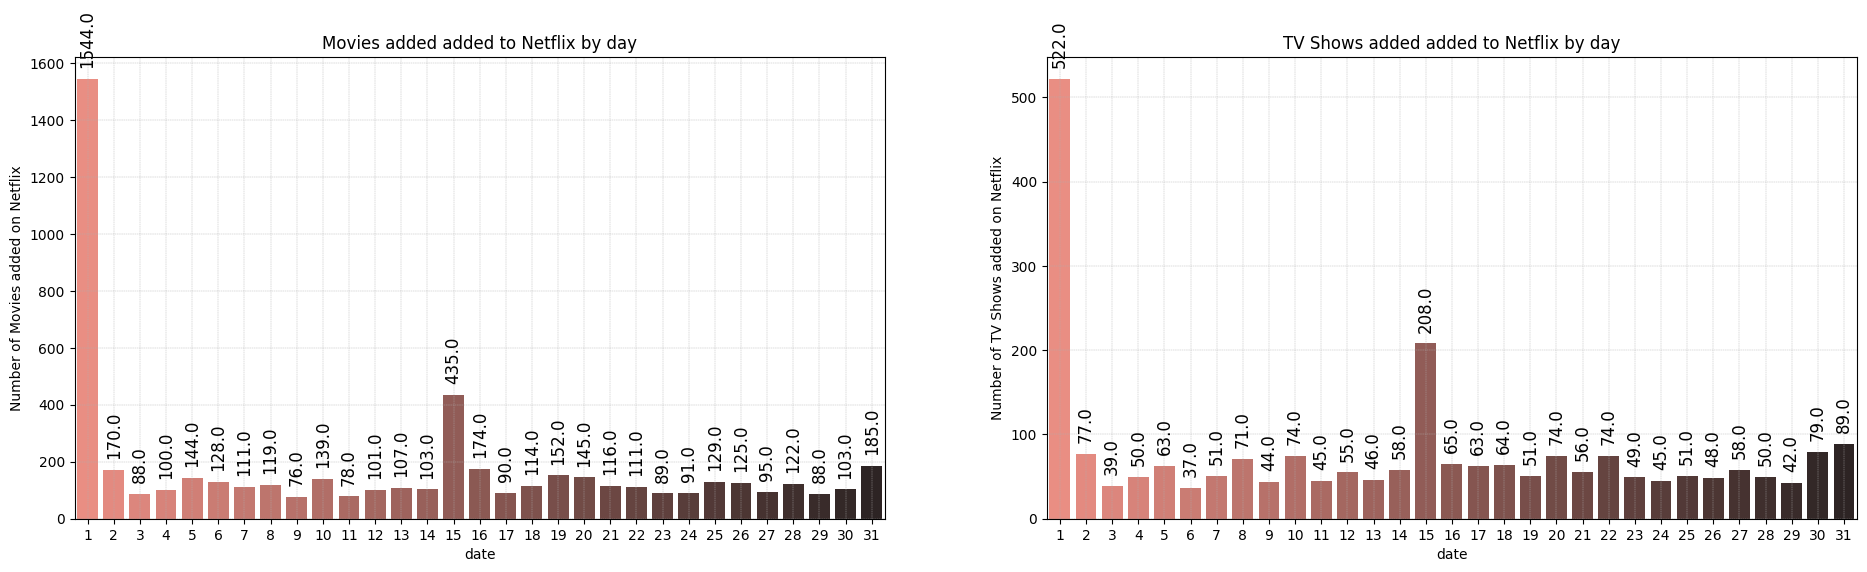 Movies added added to Netflix by day
Number of Movies added on Netflix
1600
1400
1200
1000
800
600
400
200
0
1544.0 170.0 88.0 100.0 144.0 128.0 111.0 119.0 76.0 139.0 78.0 101.0 107.0 103.0 435.0 174.0 90.0 114.0 152.0 145.0 116.0 111.0 89.0 91.0 129.0 125.0 95.0 122.0 88.0 103.0 185.0
1 2 3 4 5 6 7 8 9 10 11 12 13 14 15 16 17 18 19 20 21 22 23 24 25 26 27 28 29 30 31
date
TV Shows added added to Netflix by day
Number of TV Shows added on Netflix
500
400
300
200
100
0
522.0 77.0 39.0 50.0 63.0 37.0 51.0 71.0 44.0 74.0 45.0 55.0 46.0 58.0 208.0 65.0 63.0 64.0 51.0 74.0 56.0 74.0 49.0 45.0 51.0 48.0 58.0 50.0 42.0 79.0 89.0
1 2 3 4 5 6 7 8 9 10 11 12 13 14 15 16 17 18 19 20 21 22 23 24 25 26 27 28 29 30 31
date